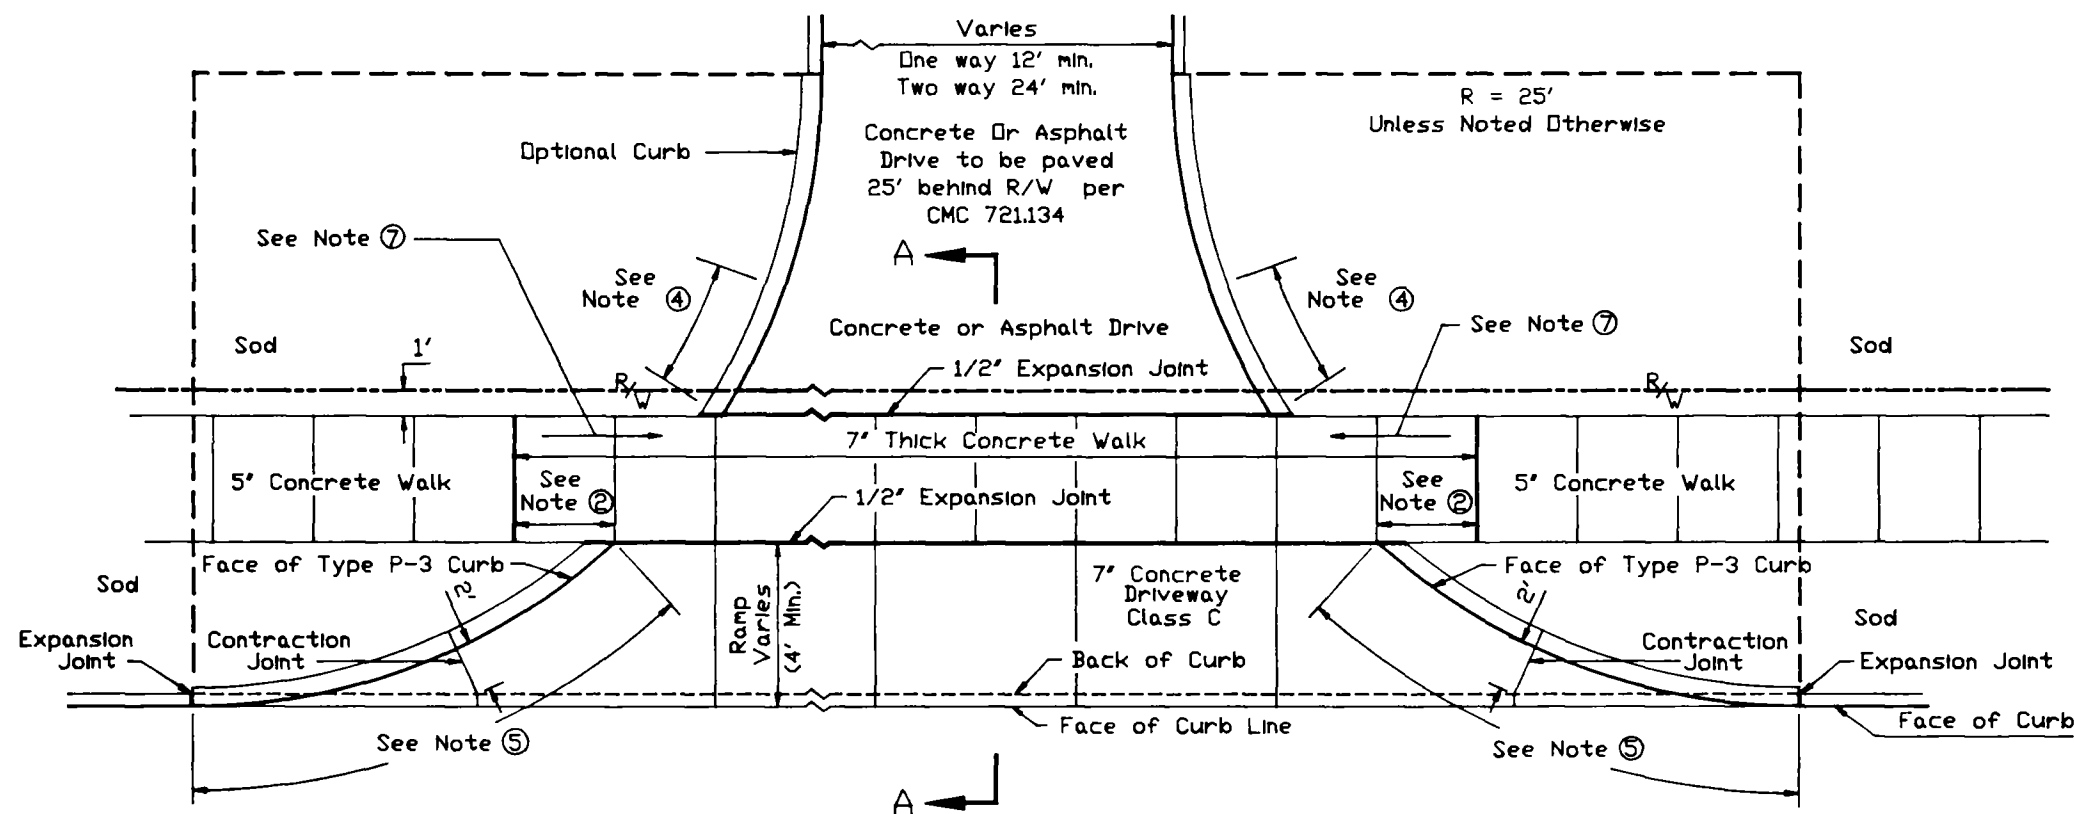 Varies
One way 12' min.
Two way 24' min.
R = 25'
Unless Noted Otherwise
Concrete Or Asphalt
Drive to be paved
25' behind R/W per
CMC 721.134
Optional Curb
See Note ⑦
A
See
Note ④
See
Note ④
Concrete or Asphalt Drive
See Note ⑦
Sod
1'
Sod
1/2" Expansion Joint
R/W
R/W
7" Thick Concrete Walk
5" Concrete Walk
See
Note ②
1/2" Expansion Joint
See
Note ②
5" Concrete Walk
Face of Type P-3 Curb
Face of Type P-3 Curb
Sod
2'
Ramp
Varies
(4' Min.)
7" Concrete
Driveway
Class C
2'
Sod
Expansion
Joint
Contraction
Joint
Back of Curb
Contraction
Joint
Expansion Joint
Face of Curb Line
Face of Curb
See Note ⑤
See Note ⑤
A